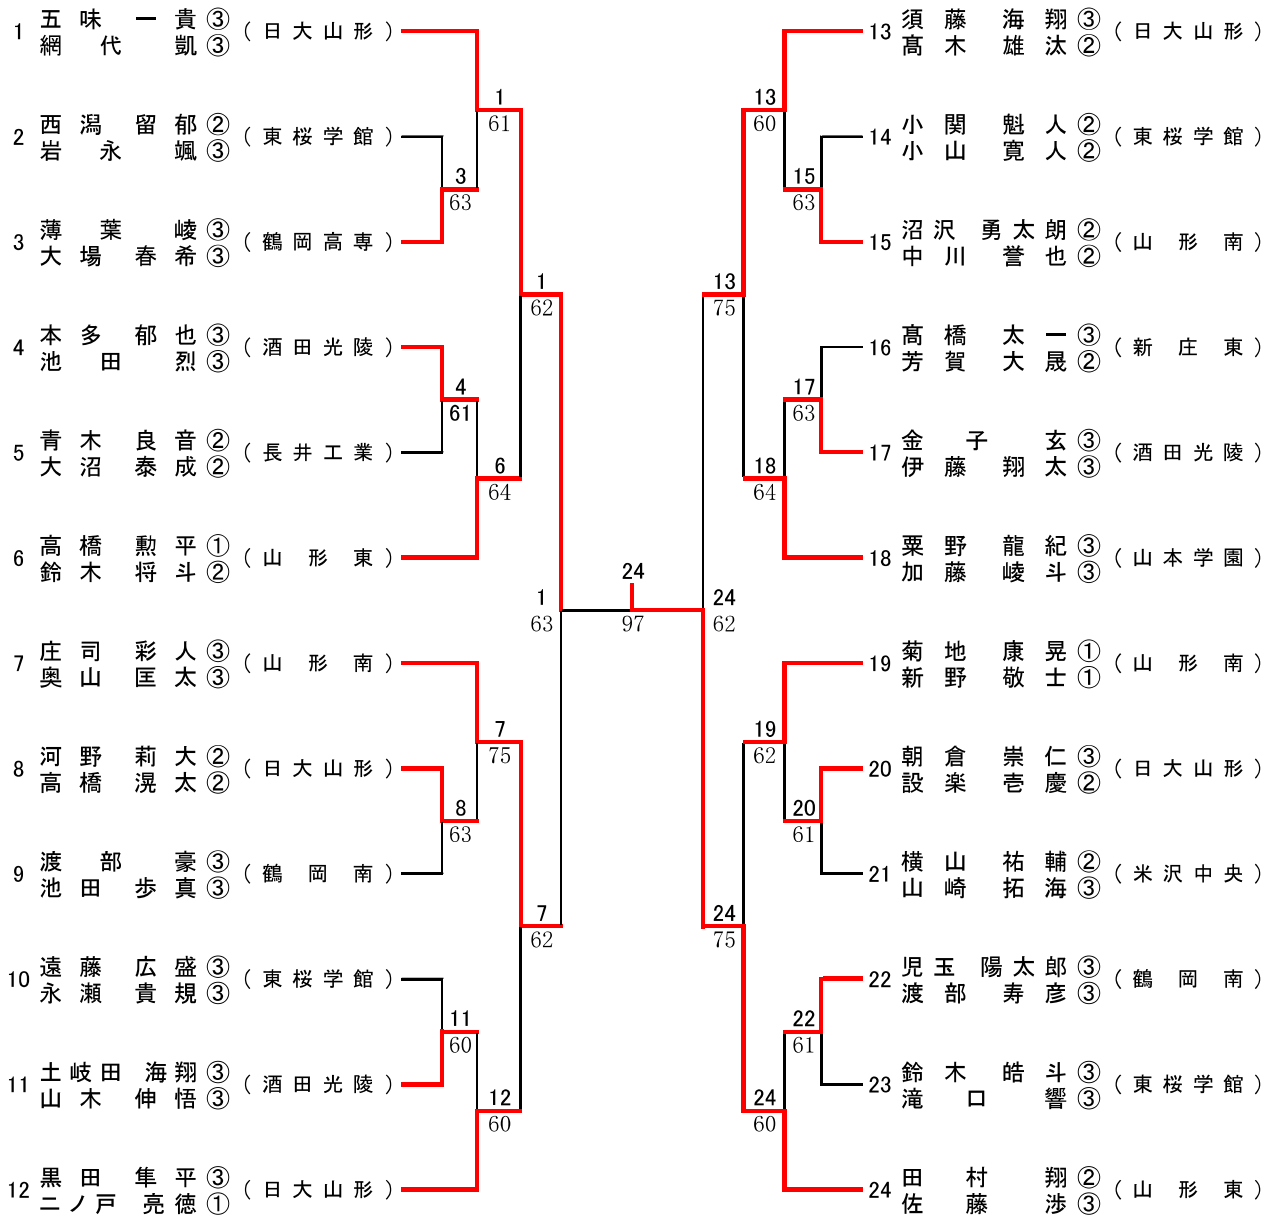 1 五味一貴③ (日大山形)
網代凱③
2 西潟留郁② (東桜学館)
岩永颯③
3 薄葉崚③ (鶴岡高専)
大場春希③
4 本多郁也③ (酒田光陵)
池田烈③
5 青木良音② (長井工業)
大沼泰成②
6 高橋勲平① (山形東)
鈴木将斗②
7 庄司彩人③ (山形南)
奥山匡太③
8 河野莉大② (日大山形)
高橋滉太②
9 渡部豪③ (鶴岡南)
池田歩真③
10 遠藤広盛③ (東桜学館)
永瀬貴規③
11 土岐田海翔③ (酒田光陵)
山木伸悟③
12 黒田隼平③ (日大山形)
ニノ戸亮徳①
1
61
3
63
1
62
4
61
6
64
1
63
7
75
8
63
7
62
11
60
12
60
24
97
13
60
15
63
13
75
17
63
18
64
24
62
19
62
20
61
24
75
22
61
24
60
13 須藤海翔③ (日大山形)
髙木雄汰②
14 小関魁人② (東桜学館)
小山寛人②
15 沼沢勇太朗② (山形南)
中川誉也②
16 髙橋太一③ (新庄東)
芳賀大晟②
17 金子玄③ (酒田光陵)
伊藤翔太③
18 粟野龍紀③ (山本学園)
加藤崚斗③
19 菊地康晃① (山形南)
新野敬士①
20 朝倉崇仁③ (日大山形)
設楽壱慶②
21 横山祐輔② (米沢中央)
山崎拓海③
22 児玉陽太郎③ (鶴岡南)
渡部寿彦③
23 鈴木皓斗③ (東桜学館)
滝口響③
24 田村翔② (山形東)
佐藤渉③